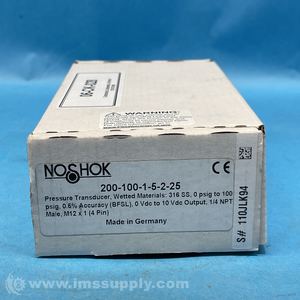 WARNING:
NOSHOK
CE
200-100-1-5-2-25
Pressure Transducer, Wetted Materials: 316 SS, 0 psig to 100
psig, 0.6% Accuracy (BFSL), 0 Vdc to 10 Vdc Output, 1/4 NPT
Male, M12 x 1 (4 Pin)
Made in Germany
S# 110JLK94
© www.imssupply.com